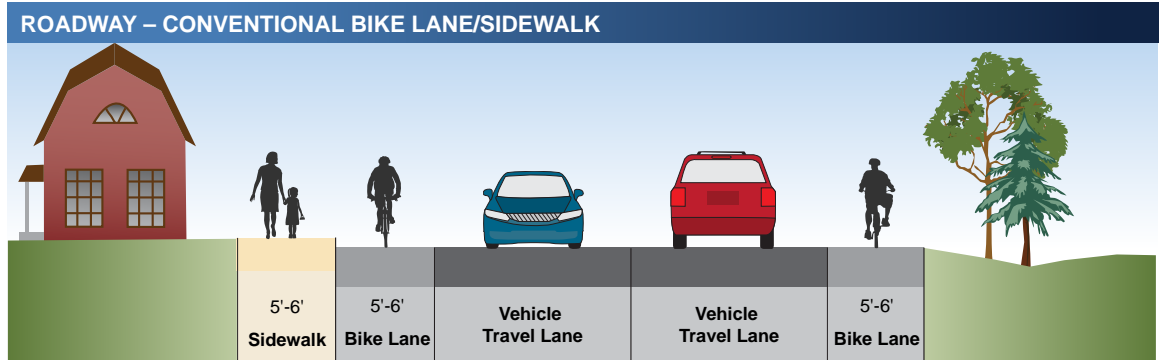 ROADWAY – CONVENTIONAL BIKE LANE/SIDEWALK
5'-6'
Sidewalk
5'-6'
Bike Lane
Vehicle
Travel Lane
Vehicle
Travel Lane
5'-6'
Bike Lane